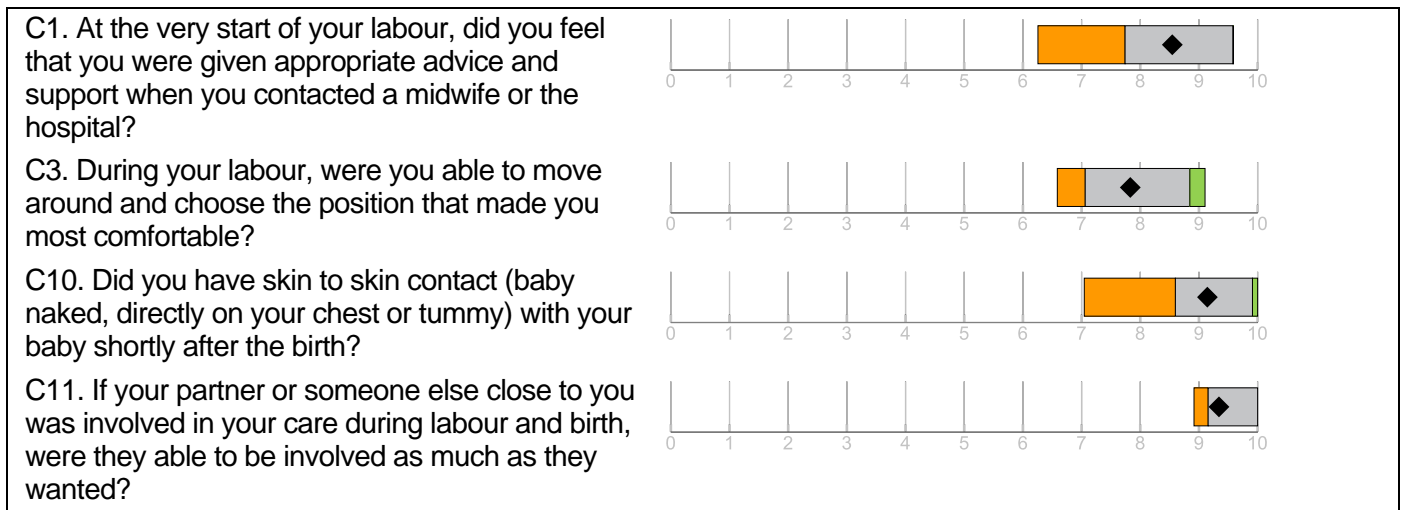 C1. At the very start of your labour, did you feel
that you were given appropriate advice and
support when you contacted a midwife or the
hospital?
0 1 2 3 4 5 6 7 8 9 10
C3. During your labour, were you able to move
around and choose the position that made you
most comfortable?
0 1 2 3 4 5 6 7 8 9 10
C10. Did you have skin to skin contact (baby
naked, directly on your chest or tummy) with your
baby shortly after the birth?
0 1 2 3 4 5 6 7 8 9 10
C11. If your partner or someone else close to you
was involved in your care during labour and birth,
were they able to be involved as much as they
wanted?
0 1 2 3 4 5 6 7 8 9 10